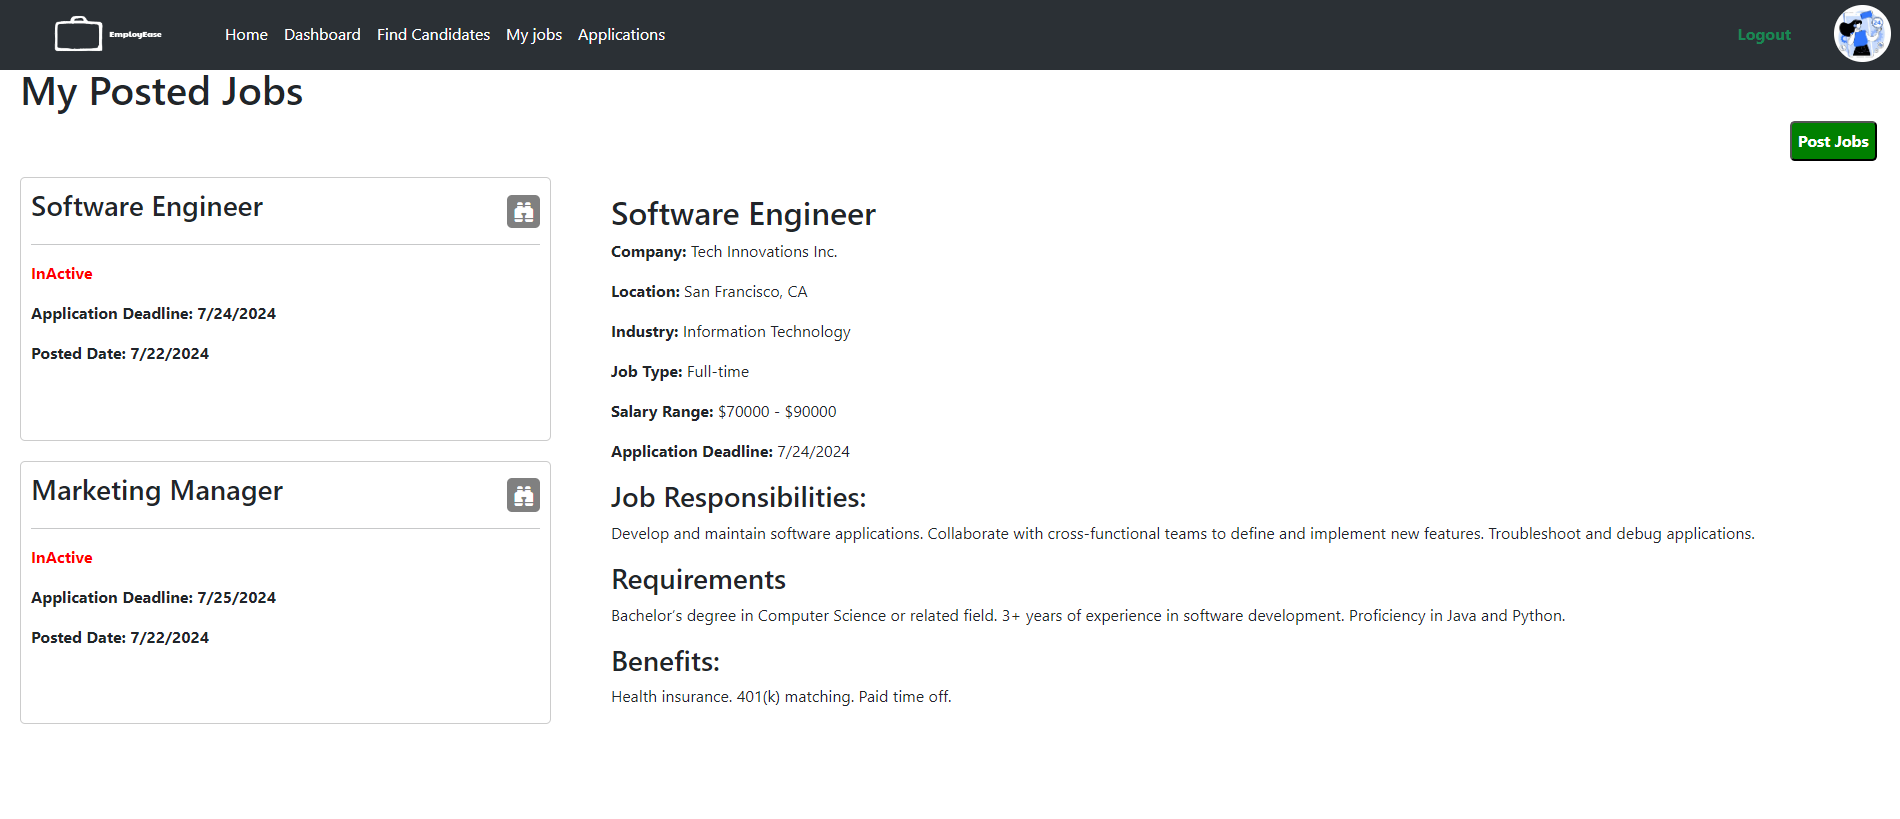 EmployEase
Home Dashboard Find Candidates My jobs Applications
Logout
My Posted Jobs
Post Jobs
Software Engineer
InActive
Application Deadline: 7/24/2024
Posted Date: 7/22/2024
Marketing Manager
InActive
Application Deadline: 7/25/2024
Posted Date: 7/22/2024
Software Engineer
Company: Tech Innovations Inc.
Location: San Francisco, CA
Industry: Information Technology
Job Type: Full-time
Salary Range: $70000 - $90000
Application Deadline: 7/24/2024
Job Responsibilities:
Develop and maintain software applications. Collaborate with cross-functional teams to define and implement new features. Troubleshoot and debug applications.
Requirements
Bachelor’s degree in Computer Science or related field. 3+ years of experience in software development. Proficiency in Java and Python.
Benefits:
Health insurance. 401(k) matching. Paid time off.